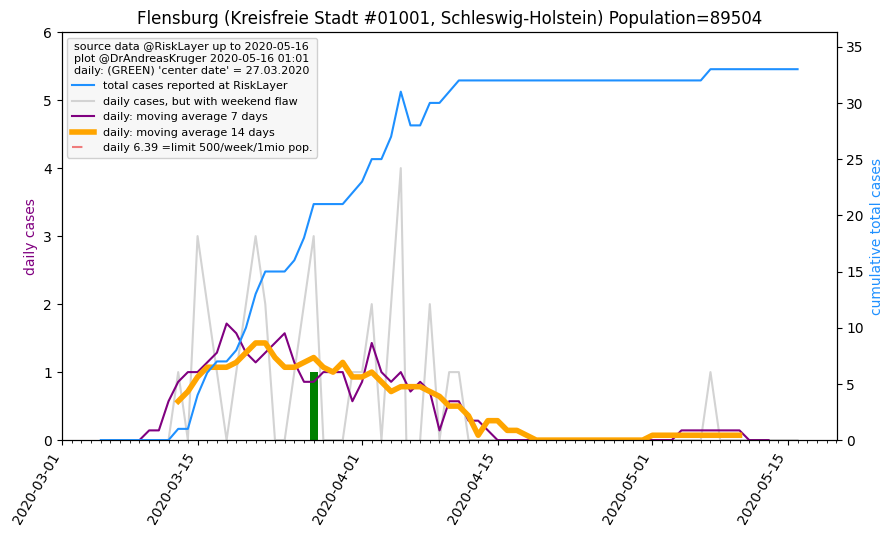 Flensburg (Kreisfreie Stadt #01001, Schleswig-Holstein) Population=89504
source data @RiskLayer up to 2020-05-16
plot @DrAndreasKruger 2020-05-16 01:01
daily: (GREEN) 'center date' = 27.03.2020
total cases reported at RiskLayer
daily cases, but with weekend flaw
daily: moving average 7 days
daily: moving average 14 days
daily 6.39 =limit 500/week/1mio pop.
daily cases
6
5
4
3
2
1
0
cumulative total cases
35
30
25
20
15
10
5
0
2020-03-01
2020-03-15
2020-04-01
2020-04-15
2020-05-01
2020-05-15